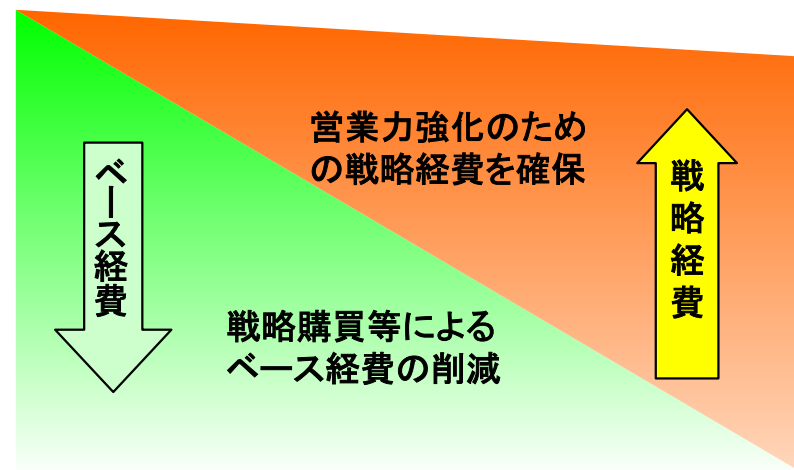 営業力強化のため
の戦略経費を確保
ベース経費
戦略経費
戦略購買等による
ベース経費の削減